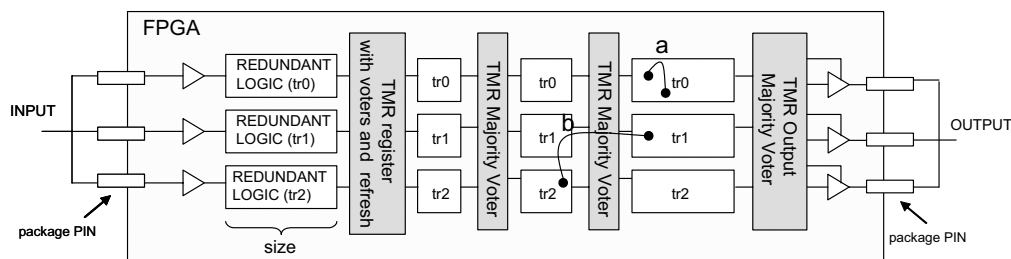 FPGA
a
REDUNDANT
LOGIC (tr0)
tr0
tr0
tr0
INPUT
REDUNDANT
LOGIC (tr1)
b
tr1
tr1
tr1
OUTPUT
REDUNDANT
LOGIC (tr2)
tr2
tr2
tr2
TMR register
with voters and refresh
TMR Majority Voter
TMR Majority Voter
TMR Output
Majority Voter
package PIN
size
package PIN